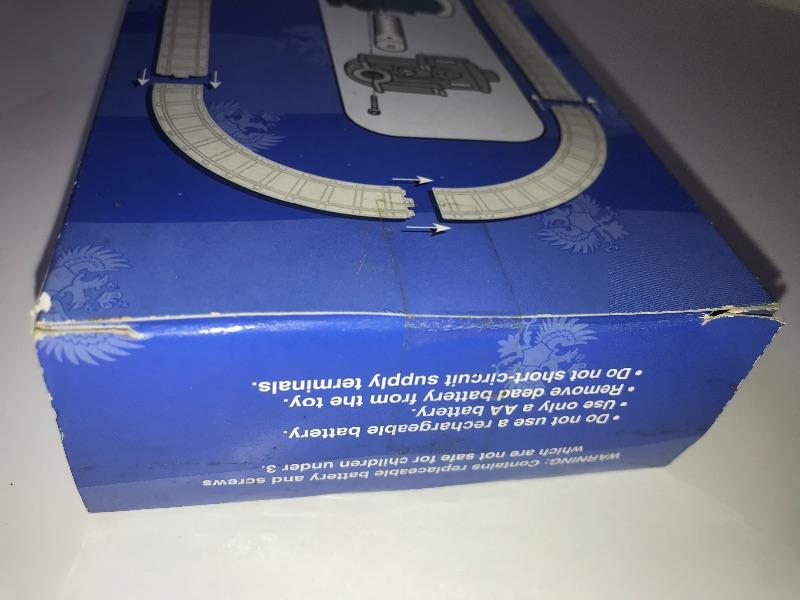 WARNING: Contains replaceable battery and screws
which are not safe for children under 3.
• Do not use a rechargeable battery.
• Use only a AA battery.
• Remove dead battery from the toy.
• Do not short-circuit supply terminals.